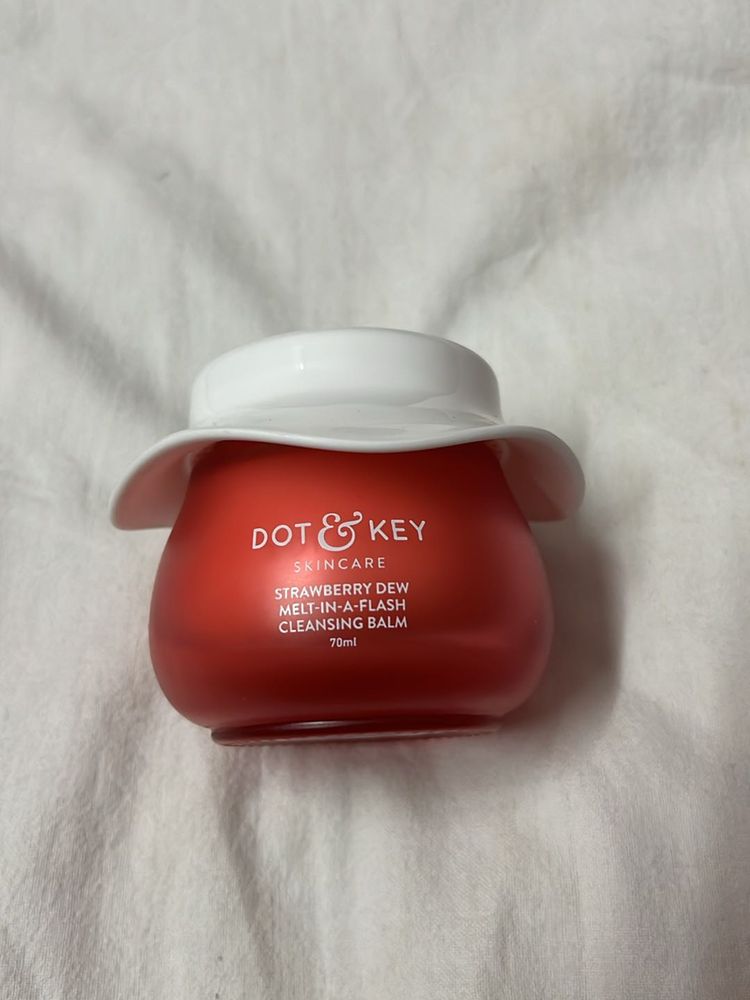 DOT & KEY
SKINCARE
STRAWBERRY DEW
MELT-IN-A-FLASH
CLEANSING BALM
70ml